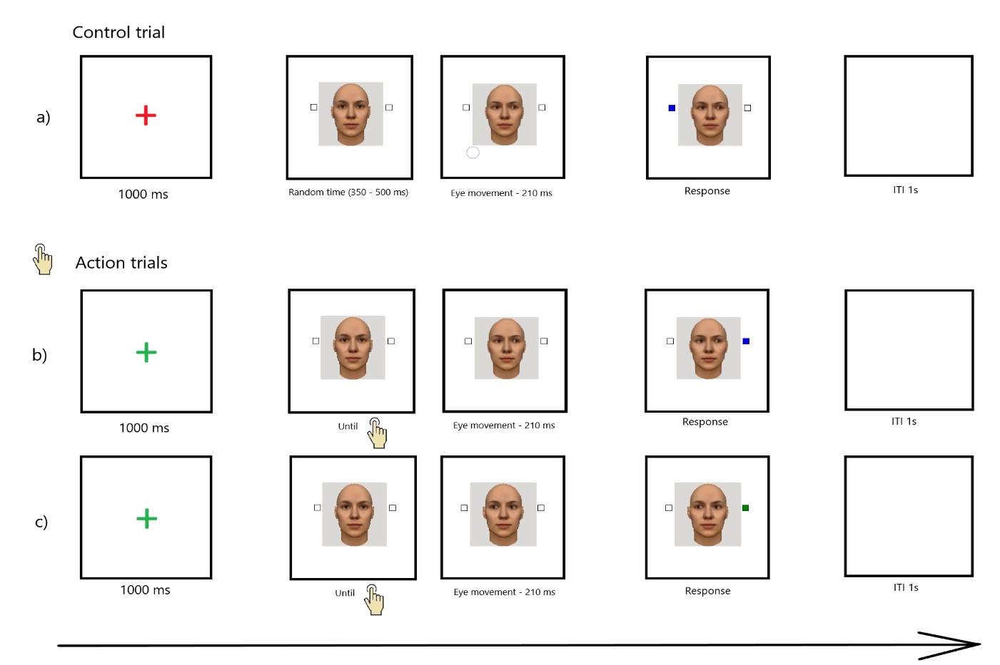 Control trial
a)
1000 ms
Random time (350 - 500 ms)
Eye movement - 210 ms
Response
ITI 1s
Action trials
b)
1000 ms
Until
Eye movement - 210 ms
Response
ITI 1s
c)
1000 ms
Until
Eye movement - 210 ms
Response
ITI 1s